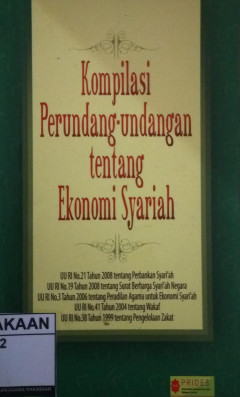 Kompilasi
Perundang-undangan
tentang
Ekonomi Syariah
UU RI No.21 Tahun 2008 tentang Perbankan Syari'ah
UU RI No.19 Tahun 2008 tentang Surat Berharga Syari'ah Negara
UU RI No.3 Tahun 2006 tentang Peradilan Agama untuk Ekonomi Syari'ah
UU RI No.41 Tahun 2004 tentang Wakaf
UU RI No.38 Tahun 1999 tentang Pengelolaan Zakat
AKAAN
2
PRIDES